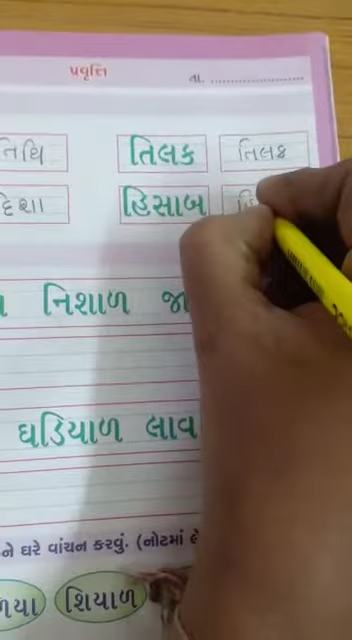 પ્રવૃત્તિ તા.
તિથિ તિલક તિલક
દિશા હિસાબ
નિશાળ
ઘડિયાળ લાવ
ને ઘરે વાંચન કરવું. (નોટમાં
શિયાળ